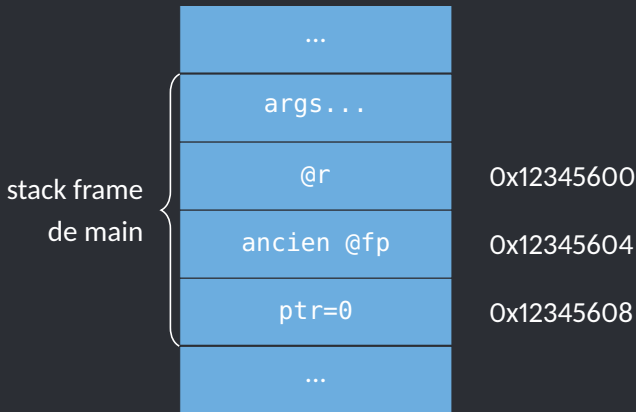 ...
args...
@r 0x12345600
stack frame
de main
ancien @fp 0x12345604
ptr=0 0x12345608
...